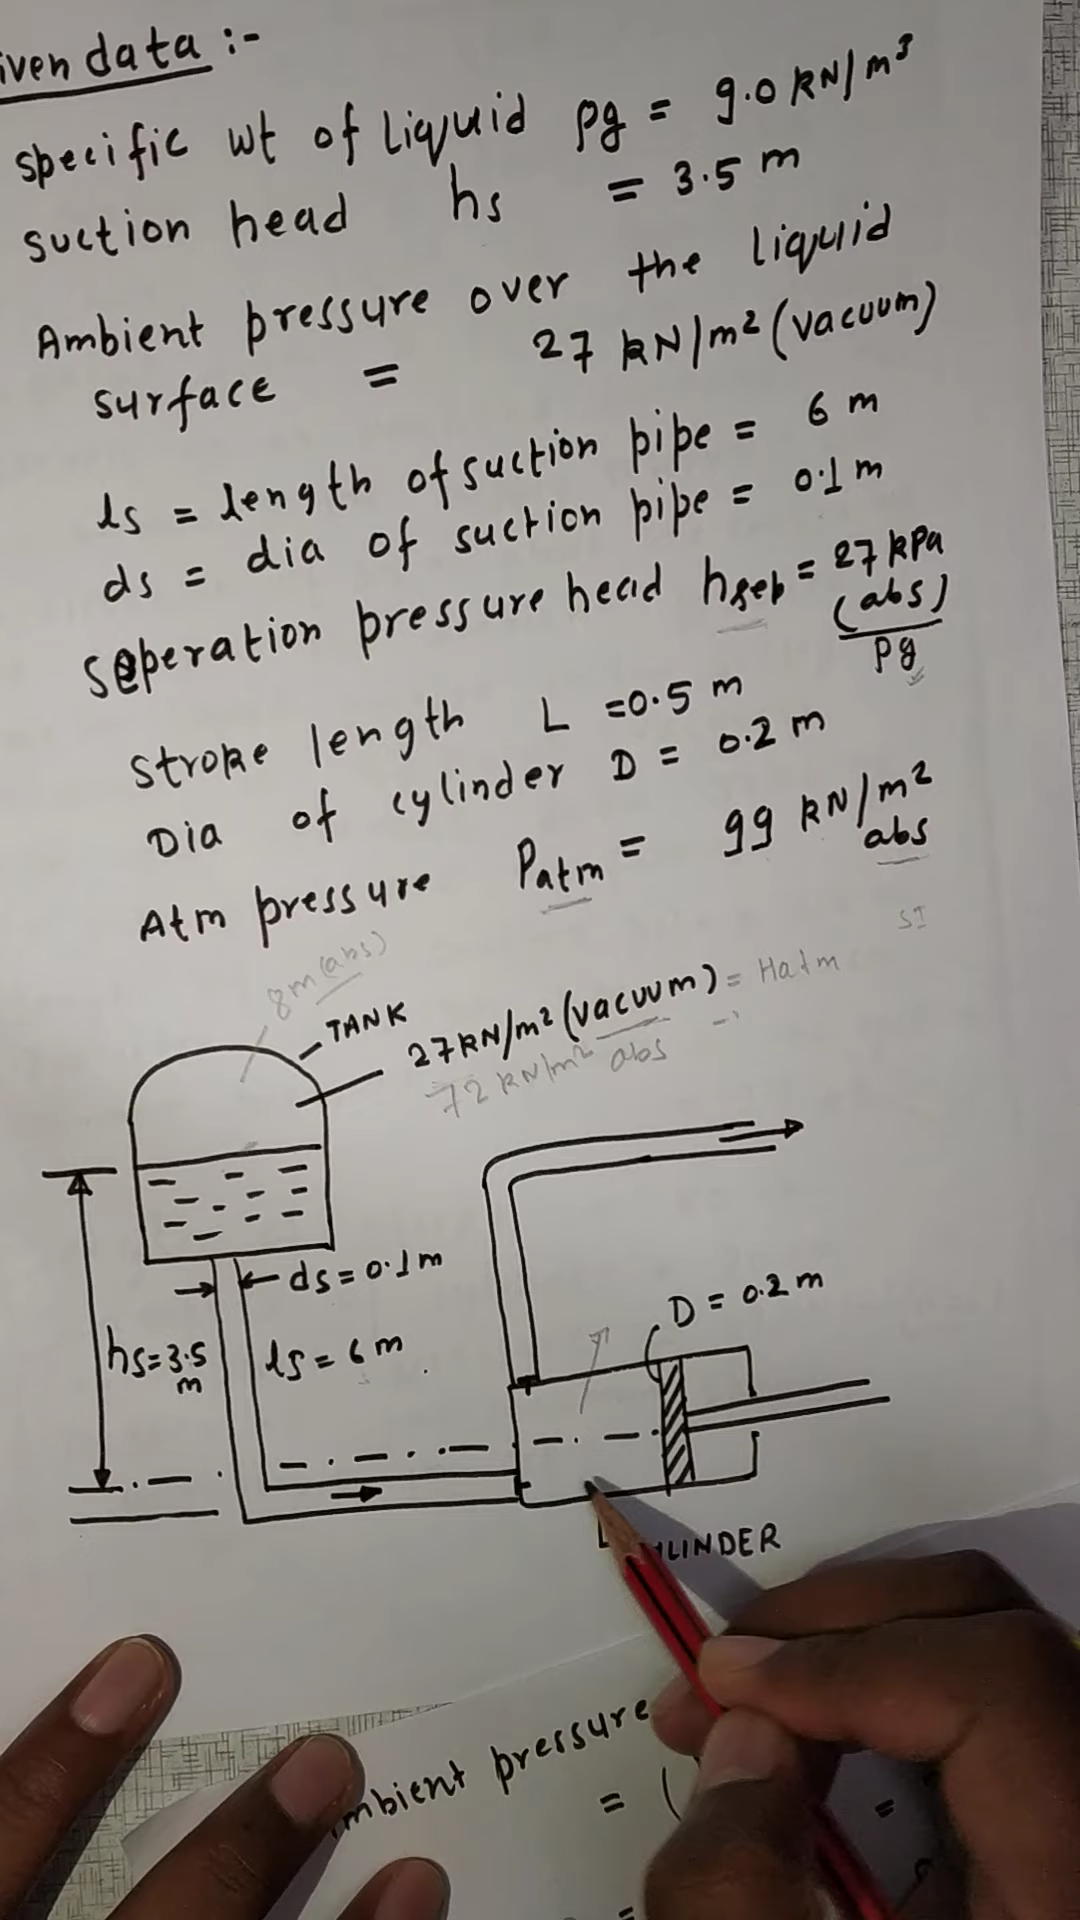 iven data :-
specific wt of liquid ρg = 9.0 kN/m³
suction head hs = 3.5 m
Ambient pressure over the liquid
surface = 27 kN/m² (vacuum)
ls = length of suction pipe = 6 m
ds = dia of suction pipe = 0.1 m
seperation pressure head hsep = 27 kPa
(abs)
ρg
stroke length L = 0.5 m
Dia of cylinder D = 0.2 m
Atm pressure Patm = 99 kN/m²
abs
SI
8m (abs)
TANK
27 kN/m² (vacuum) = Hatm
72 kN/m² abs
ds = 0.1 m
D = 0.2 m
hs = 3.5
m
ls = 6 m
YLINDER
mbient pressure
= (
=
=